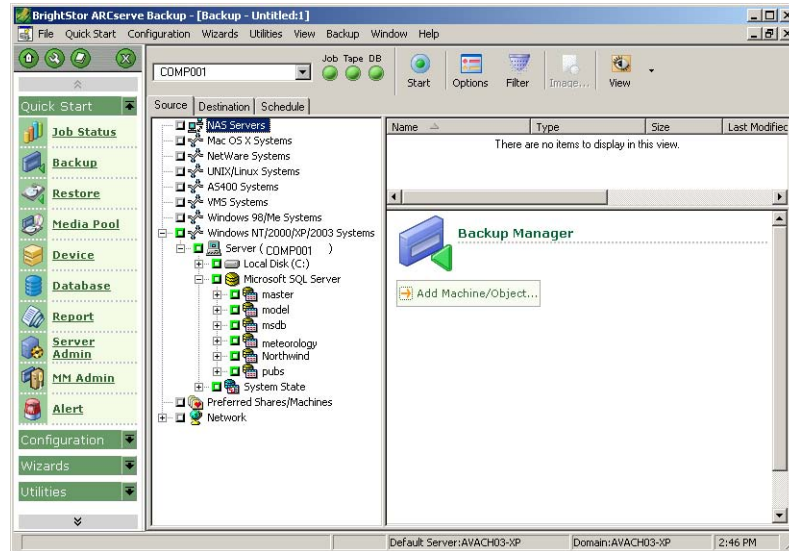 BrightStor ARCserve Backup - [Backup - Untitled:1]
File Quick Start Configuration Wizards Utilities View Backup Window Help
COMP001
Job Tape DB
Start Options Filter Image... View
Quick Start
Job Status
Backup
Restore
Media Pool
Device
Database
Report
Server Admin
MM Admin
Alert
Configuration
Wizards
Utilities
Source Destination Schedule
NAS Servers
Mac OS X Systems
NetWare Systems
UNIX/Linux Systems
AS400 Systems
VMS Systems
Windows 98/Me Systems
Windows NT/2000/XP/2003 Systems
Server ( COMP001 )
Local Disk (C:)
Microsoft SQL Server
master
model
msdb
meteorology
Northwind
pubs
System State
Preferred Shares/Machines
Network
Name Type Size Last Modified
There are no items to display in this view.
Backup Manager
Add Machine/Object...
Default Server:AVACH03-XP Domain:AVACH03-XP 2:46 PM